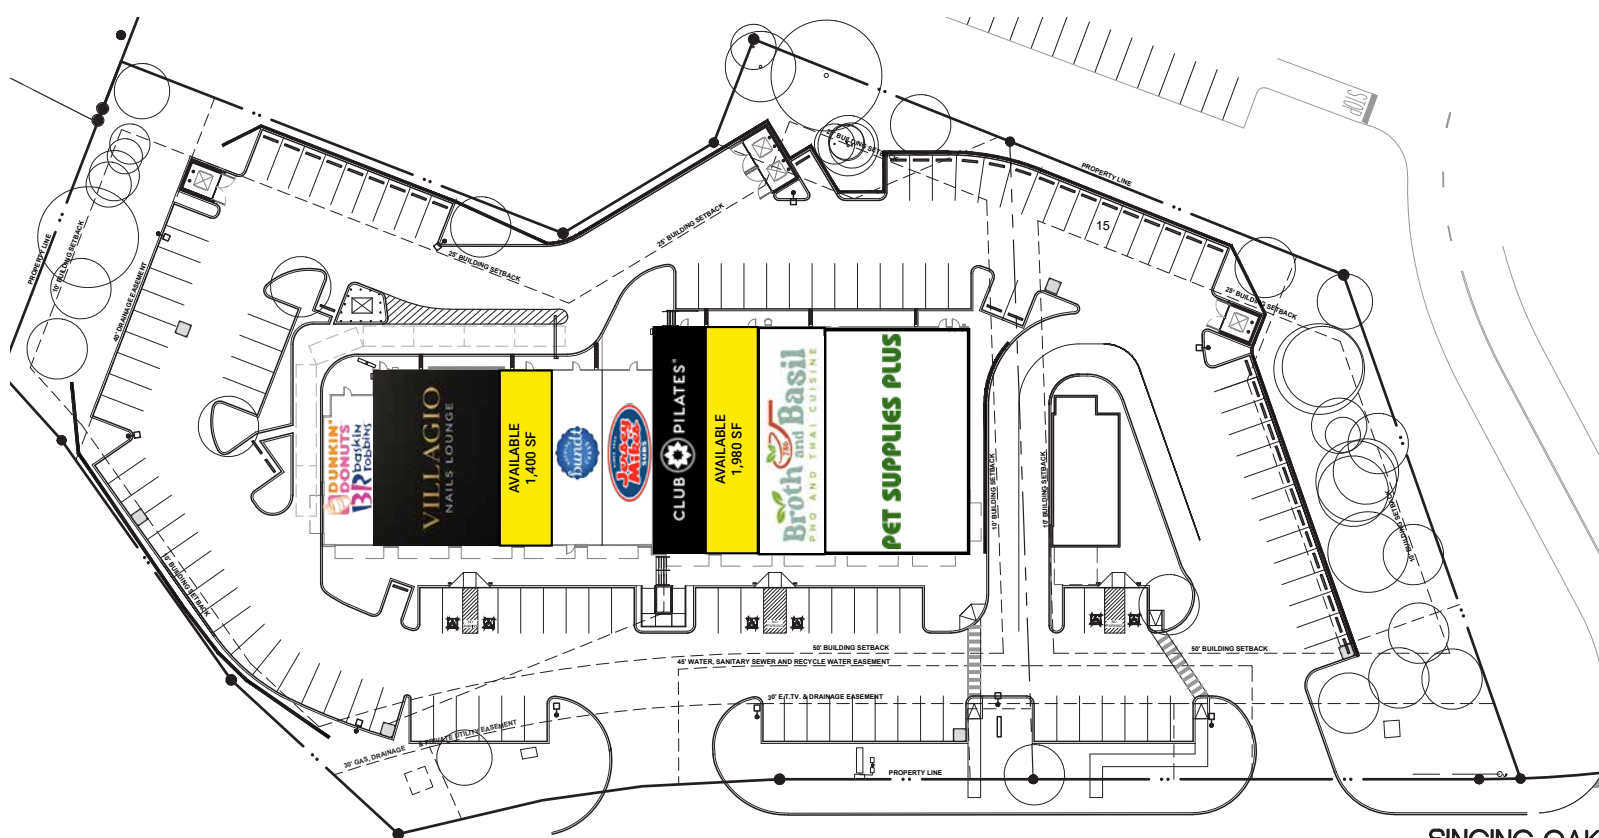 STOP
25' BUILDING SETBACK
PROPERTY LINE
15
PROPERTY LINE
10' BUILDING SETBACK
40' DRAINAGE EASEMENT
25' BUILDING SETBACK
25' BUILDING SETBACK
25' BUILDING SETBACK
DUNKIN'
DONUTS
BR baskin
robbins
VILLAGIO
NAILS LOUNGE
AVAILABLE
1,400 SF
bundt
Jersey
Mike's
SUBS
CLUB PILATES
AVAILABLE
1,980 SF
Broth and Basil
PHO AND THAI CUISINE
PET SUPPLIES PLUS
10' BUILDING SETBACK
10' BUILDING SETBACK
10' BUILDING SETBACK
10' BUILDING SETBACK
50' BUILDING SETBACK
50' BUILDING SETBACK
45' WATER, SANITARY SEWER AND RECYCLE WATER EASEMENT
30' E.T.TV. & DRAINAGE EASEMENT
30' GAS, DRAINAGE & PRIVATE UTILITY EASEMENT
PROPERTY LINE
SINGING OAK